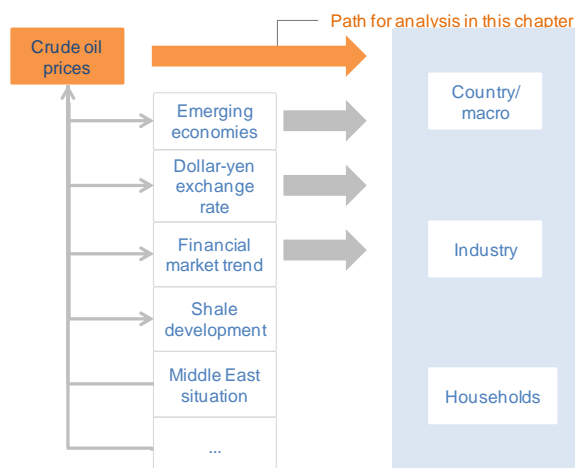 Path for analysis in this chapter
Crude oil
prices
Emerging
economies
Country/
macro
Dollar-yen
exchange
rate
Financial
market trend
Industry
Shale
development
Middle East
situation
Households
...